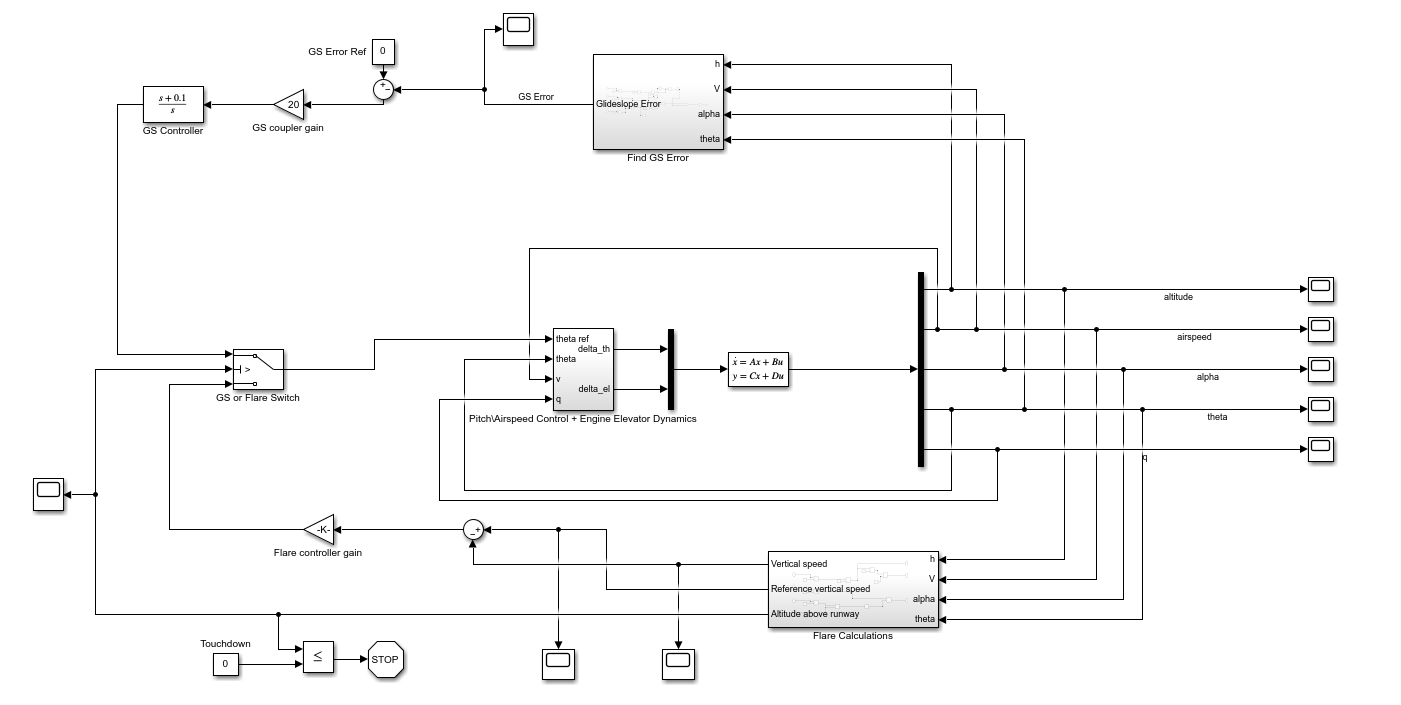 GS Error Ref
0
h
V
GS Error
Glideslope Error
s + 0.1
s
20
alpha
GS Controller
GS coupler gain
theta
Find GS Error
altitude
airspeed
theta ref
delta_th
theta
ẋ = Ax + Bu
y = Cx + Du
>
v
delta_el
alpha
GS or Flare Switch
q
Pitch\Airspeed Control + Engine Elevator Dynamics
theta
q
-K-
Flare controller gain
Vertical speed
h
V
Reference vertical speed
alpha
Altitude above runway
theta
Flare Calculations
Touchdown
0
≤
STOP